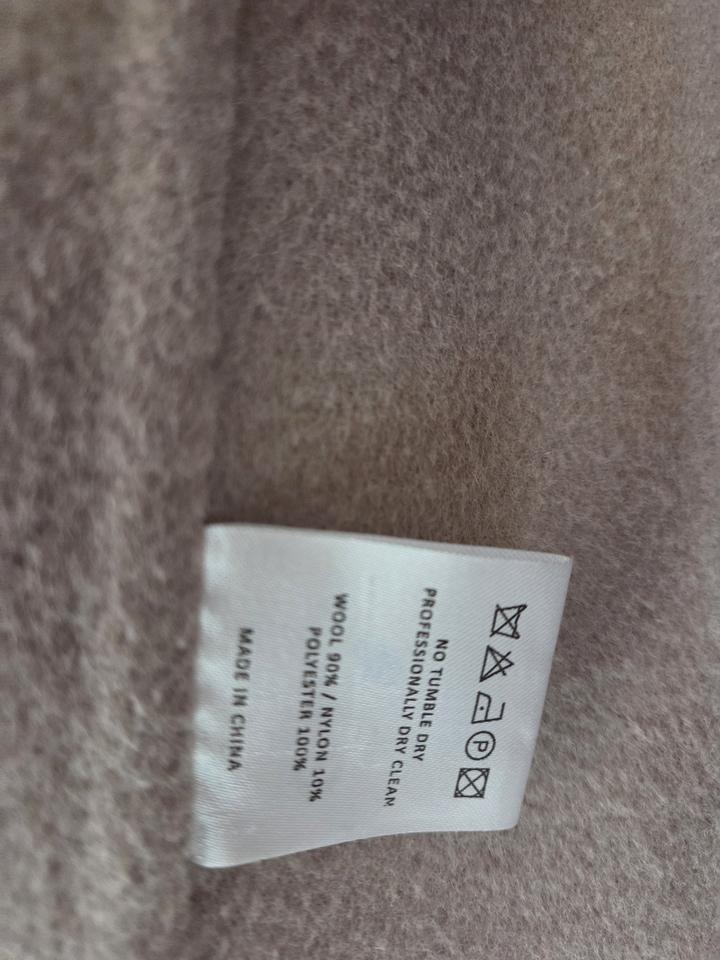 P
NO TUMBLE DRY
PROFESSIONALLY DRY CLEAN
WOOL 90% / NYLON 10%
POLYESTER 100%
MADE IN CHINA